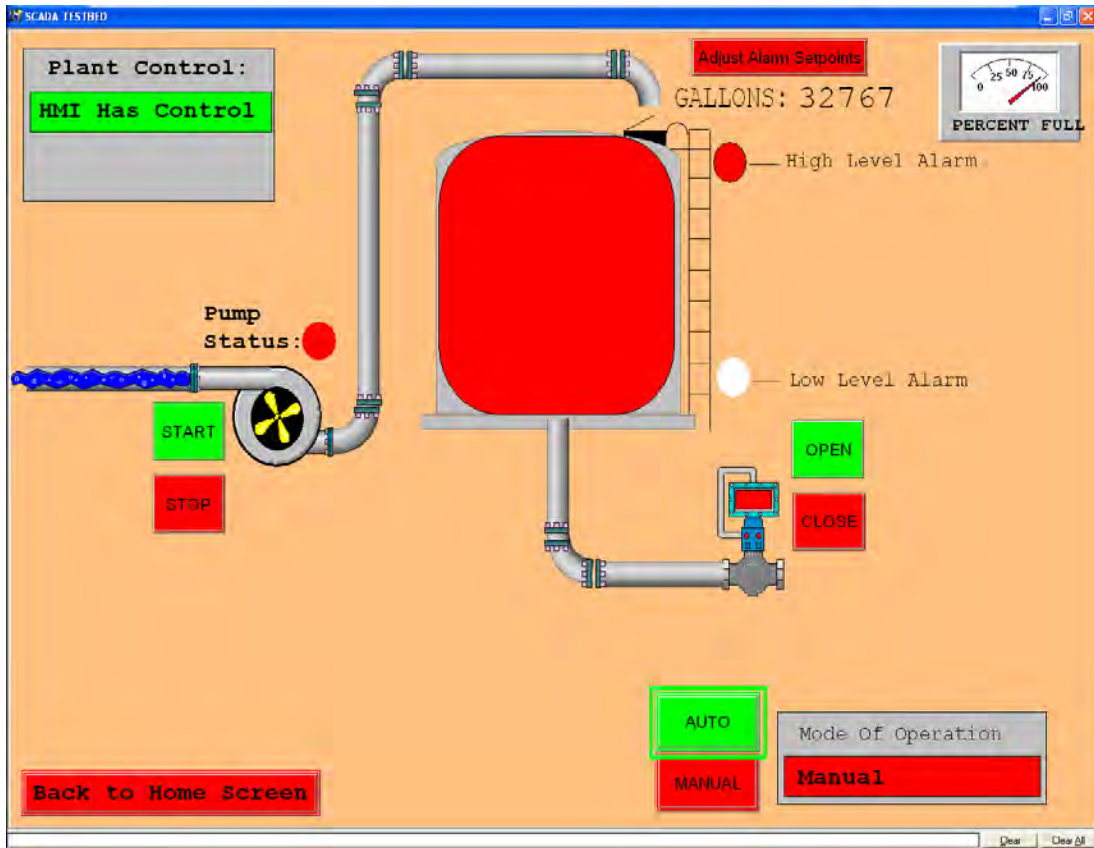 SCADA TESTBED
Plant Control:
HMI Has Control
Adjust Alarm Setpoints
GALLONS: 32767
0 25 50 75 100
PERCENT FULL
High Level Alarm
Pump
Status:
Low Level Alarm
START
STOP
OPEN
CLOSE
AUTO
MANUAL
Mode Of Operation
Manual
Back to Home Screen
Clear
Clear All